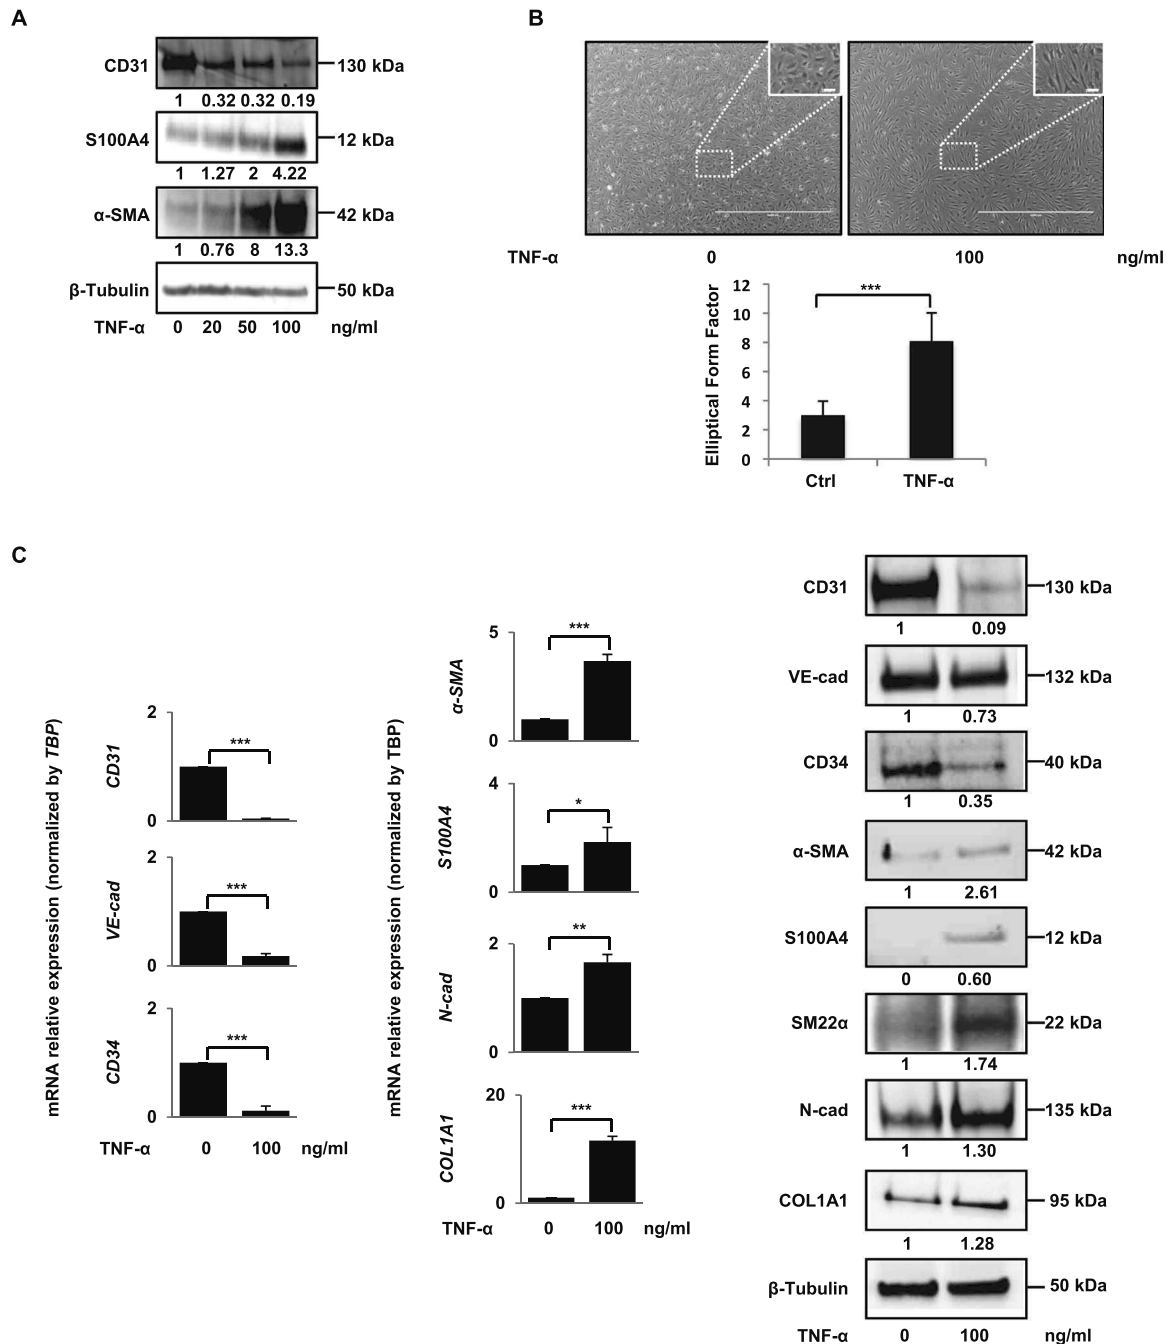 A
CD31
130 kDa
1 0.32 0.32 0.19
S100A4
12 kDa
1 1.27 2 4.22
α-SMA
42 kDa
1 0.76 8 13.3
β-Tubulin
50 kDa
TNF-α 0 20 50 100 ng/ml
B
TNF-α 0 100 ng/ml
Elliptical Form Factor
12
10
8
6
4
2
0
***
Ctrl TNF-α
C
mRNA relative expression (normalized by TBP)
CD31
2
0
***
VE-cad
2
0
***
CD34
2
0
***
TNF-α 0 100 ng/ml
mRNA relative expression (normalized by TBP)
α-SMA
5
0
***
S100A4
4
0
*
N-cad
2
0
**
COL1A1
20
0
***
TNF-α 0 100 ng/ml
CD31
130 kDa
1 0.09
VE-cad
132 kDa
1 0.73
CD34
40 kDa
1 0.35
α-SMA
42 kDa
1 2.61
S100A4
12 kDa
0 0.60
SM22α
22 kDa
1 1.74
N-cad
135 kDa
1 1.30
COL1A1
95 kDa
1 1.28
β-Tubulin
50 kDa
TNF-α 0 100 ng/ml